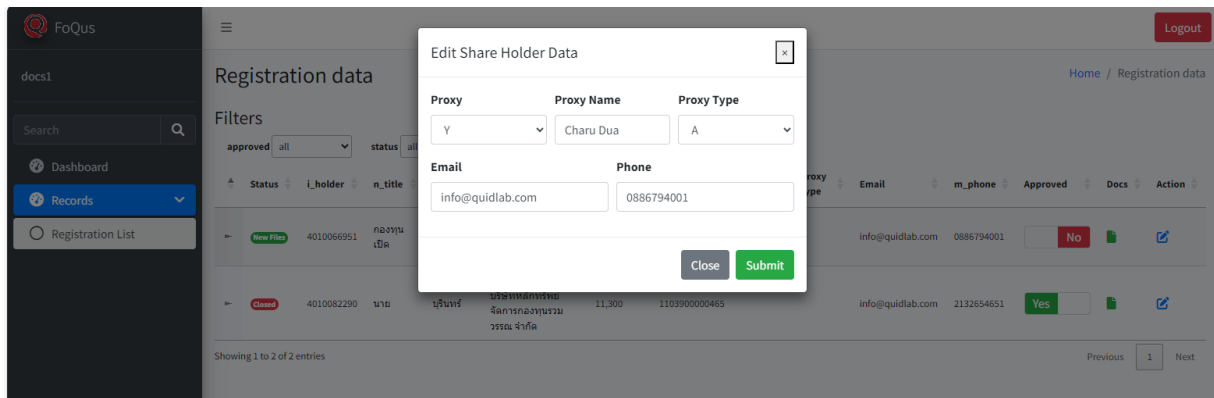 FoQus
Logout
docs1
Registration data
Home / Registration data
Search
Filters
approved all status all
Dashboard
Records
Registration List
Edit Share Holder Data
×
Proxy Proxy Name Proxy Type
Y Charu Dua A
Email Phone
info@quidlab.com 0886794001
Close Submit
Status i_holder n_title Email m_phone Approved Docs Action
New Files 4010066951 กองทุนเปิด info@quidlab.com 0886794001 No
Closed 4010082290 นาย บุรินทร์ บริษัทหลักทรัพย์ 11,300 1103900000465 info@quidlab.com 2132654651 Yes
จัดการกองทุนรวม
วรรณ จำกัด
Showing 1 to 2 of 2 entries
Previous 1 Next